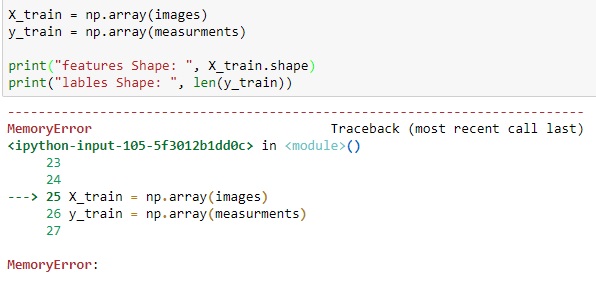 X_train = np.array(images)
y_train = np.array(measurments)
print("features Shape: ", X_train.shape)
print("lables Shape: ", len(y_train))
---------------------------------------------------------------------------
MemoryError                               Traceback (most recent call last)
<ipython-input-105-5f3012b1dd0c> in <module>()
     23
     24
---> 25 X_train = np.array(images)
     26 y_train = np.array(measurments)
     27
MemoryError: